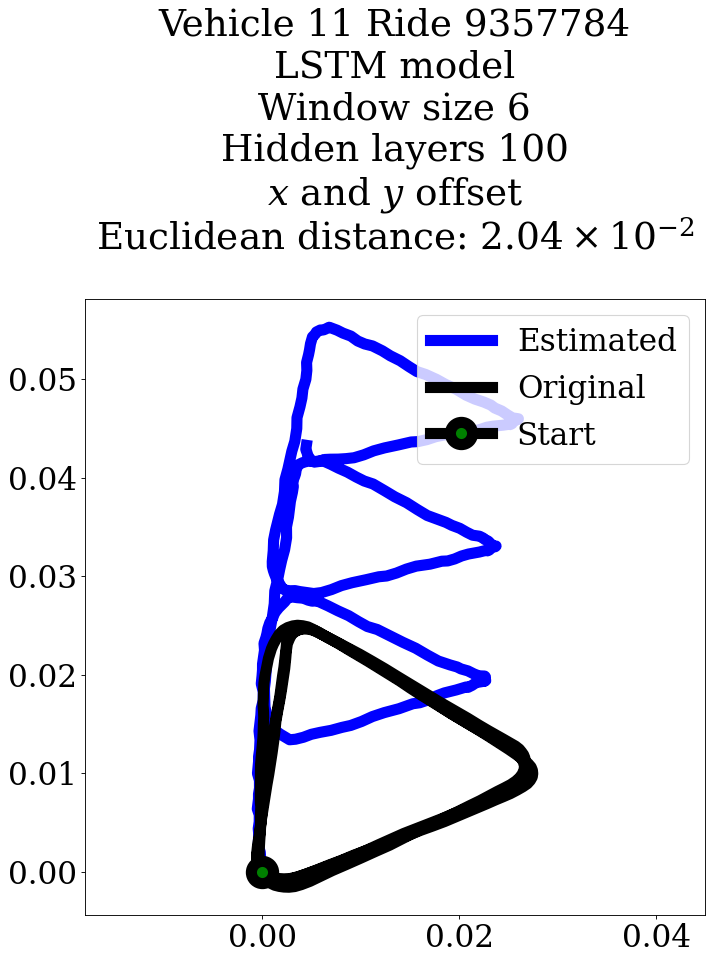 Vehicle 11 Ride 9357784
LSTM model
Window size 6
Hidden layers 100
x and y offset
Euclidean distance: 2.04 × 10⁻²
Estimated
Original
Start
0.05
0.04
0.03
0.02
0.01
0.00
0.00 0.02 0.04